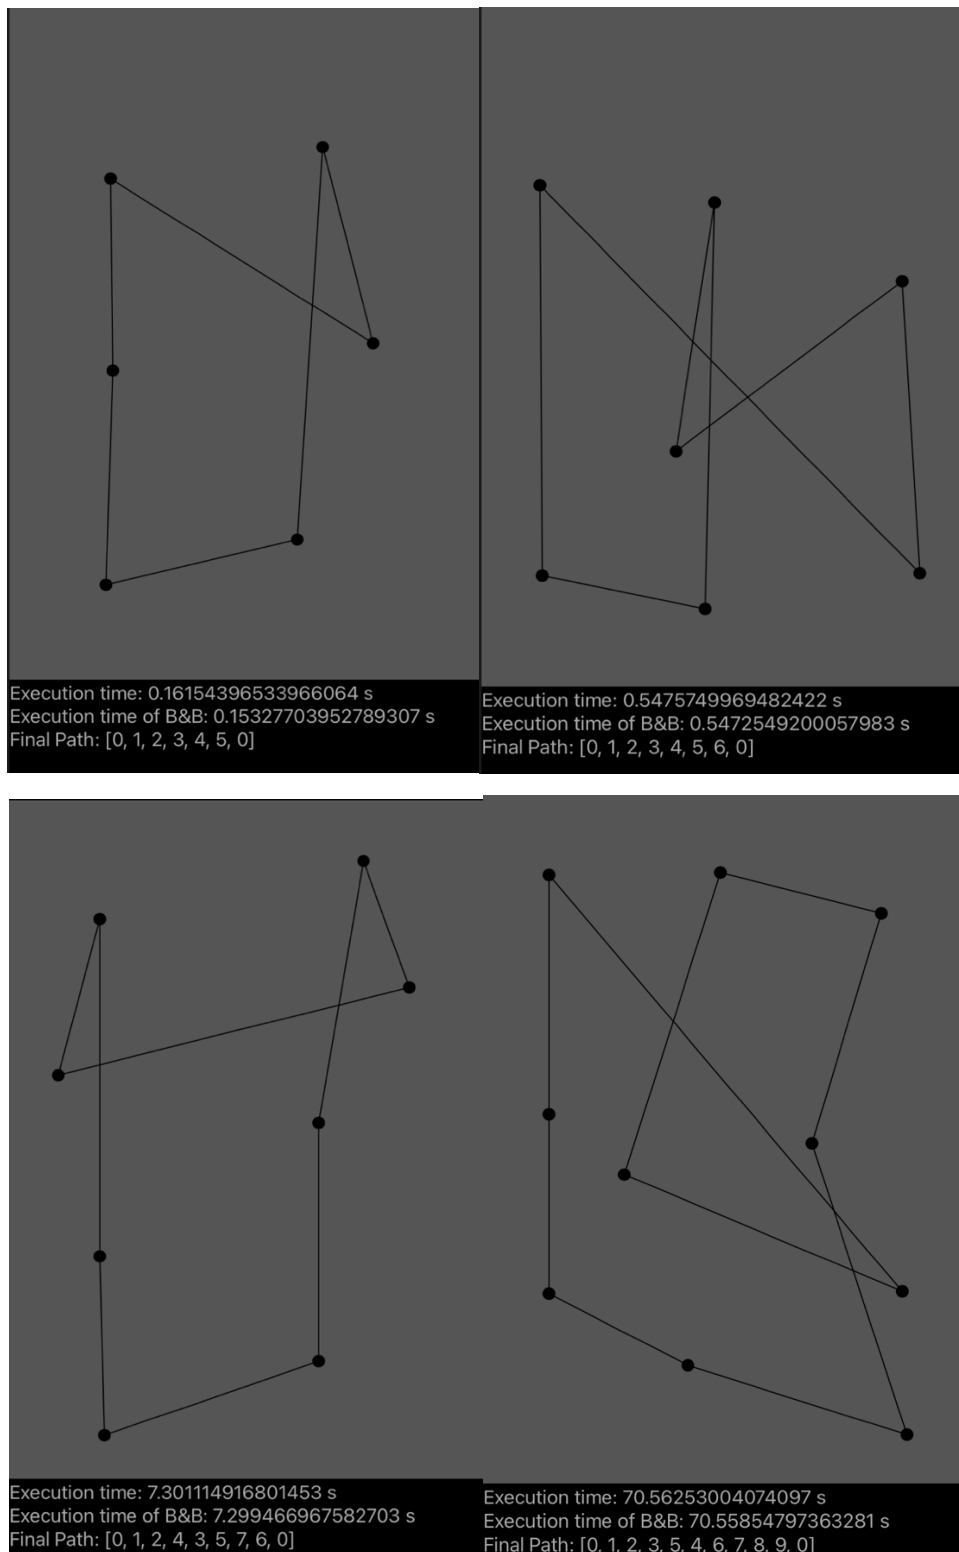 Execution time: 0.16154396533966064 s
Execution time of B&B: 0.15327703952789307 s
Final Path: [0, 1, 2, 3, 4, 5, 0]
Execution time: 0.5475749969482422 s
Execution time of B&B: 0.5472549200057983 s
Final Path: [0, 1, 2, 3, 4, 5, 6, 0]
Execution time: 7.301114916801453 s
Execution time of B&B: 7.299466967582703 s
Final Path: [0, 1, 2, 4, 3, 5, 7, 6, 0]
Execution time: 70.56253004074097 s
Execution time of B&B: 70.55854797363281 s
Final Path: [0, 1, 2, 3, 5, 4, 6, 7, 8, 9, 0]